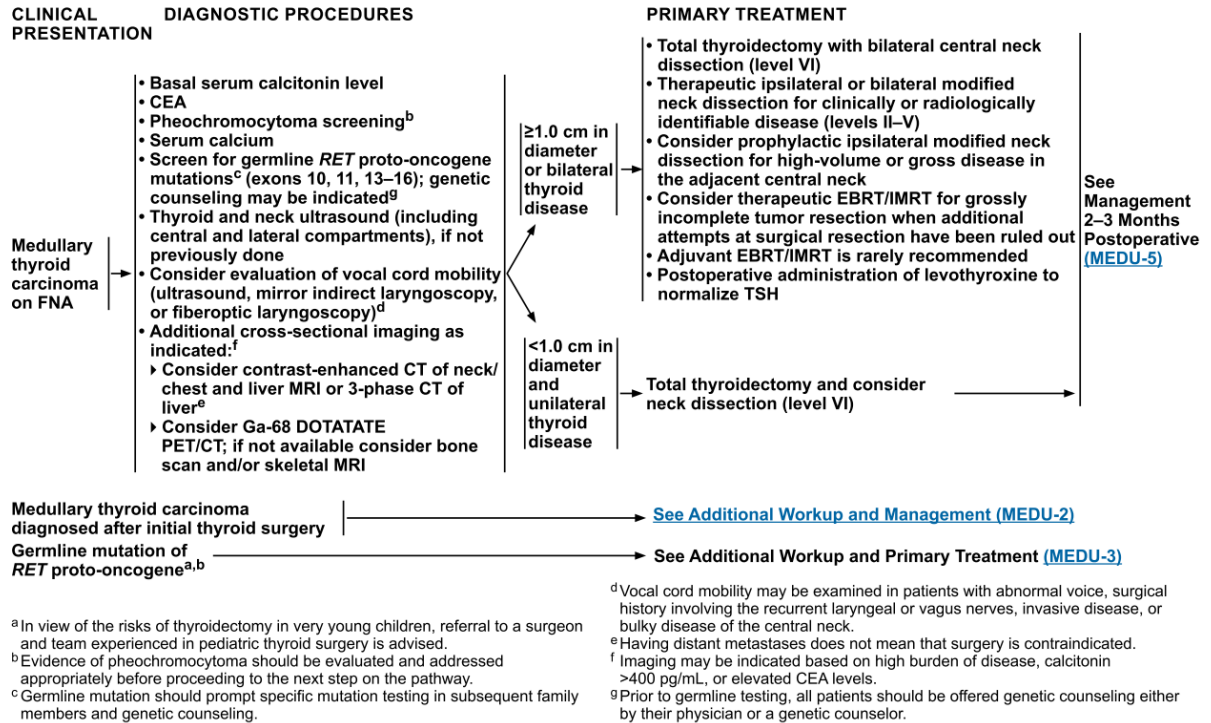 CLINICAL
PRESENTATION
DIAGNOSTIC PROCEDURES
PRIMARY TREATMENT
Medullary
thyroid
carcinoma
on FNA
• Basal serum calcitonin level
• CEA
• Pheochromocytoma screeningᵇ
• Serum calcium
• Screen for germline RET proto-oncogene
mutationsᶜ (exons 10, 11, 13–16); genetic
counseling may be indicatedᵍ
• Thyroid and neck ultrasound (including
central and lateral compartments), if not
previously done
• Consider evaluation of vocal cord mobility
(ultrasound, mirror indirect laryngoscopy,
or fiberoptic laryngoscopy)ᵈ
• Additional cross-sectional imaging as
indicated:ᶠ
▸ Consider contrast-enhanced CT of neck/
chest and liver MRI or 3-phase CT of
liverᵉ
▸ Consider Ga-68 DOTATATE
PET/CT; if not available consider bone
scan and/or skeletal MRI
≥1.0 cm in
diameter
or bilateral
thyroid
disease
• Total thyroidectomy with bilateral central neck
dissection (level VI)
• Therapeutic ipsilateral or bilateral modified
neck dissection for clinically or radiologically
identifiable disease (levels II–V)
• Consider prophylactic ipsilateral modified neck
dissection for high-volume or gross disease in
the adjacent central neck
• Consider therapeutic EBRT/IMRT for grossly
incomplete tumor resection when additional
attempts at surgical resection have been ruled out
• Adjuvant EBRT/IMRT is rarely recommended
• Postoperative administration of levothyroxine to
normalize TSH
<1.0 cm in
diameter
and
unilateral
thyroid
disease
Total thyroidectomy and consider
neck dissection (level VI)
See
Management
2–3 Months
Postoperative
(MEDU-5)
Medullary thyroid carcinoma
diagnosed after initial thyroid surgery
See Additional Workup and Management (MEDU-2)
Germline mutation of
RET proto-oncogeneᵃ,ᵇ
See Additional Workup and Primary Treatment (MEDU-3)
ᵃ In view of the risks of thyroidectomy in very young children, referral to a surgeon
and team experienced in pediatric thyroid surgery is advised.
ᵇ Evidence of pheochromocytoma should be evaluated and addressed
appropriately before proceeding to the next step on the pathway.
ᶜ Germline mutation should prompt specific mutation testing in subsequent family
members and genetic counseling.
ᵈ Vocal cord mobility may be examined in patients with abnormal voice, surgical
history involving the recurrent laryngeal or vagus nerves, invasive disease, or
bulky disease of the central neck.
ᵉ Having distant metastases does not mean that surgery is contraindicated.
ᶠ Imaging may be indicated based on high burden of disease, calcitonin
>400 pg/mL, or elevated CEA levels.
ᵍ Prior to germline testing, all patients should be offered genetic counseling either
by their physician or a genetic counselor.